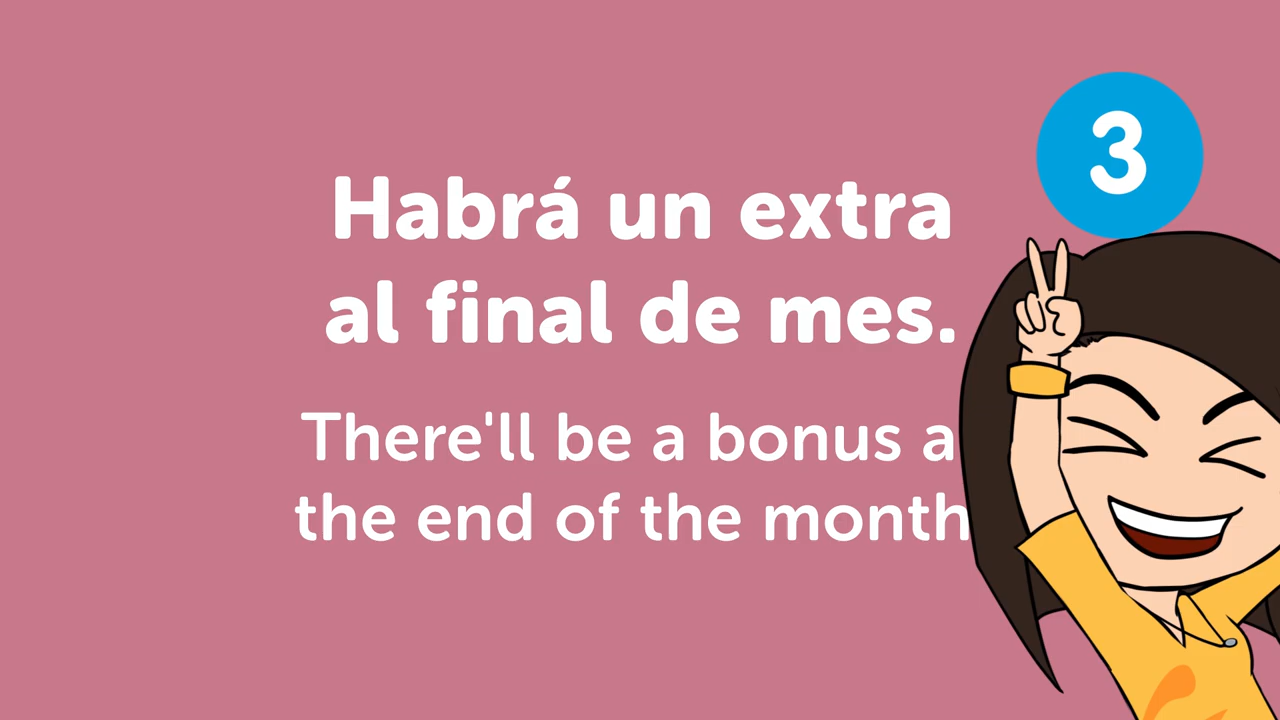 3
Habrá un extra
al final de mes.
There'll be a bonus a
the end of the month